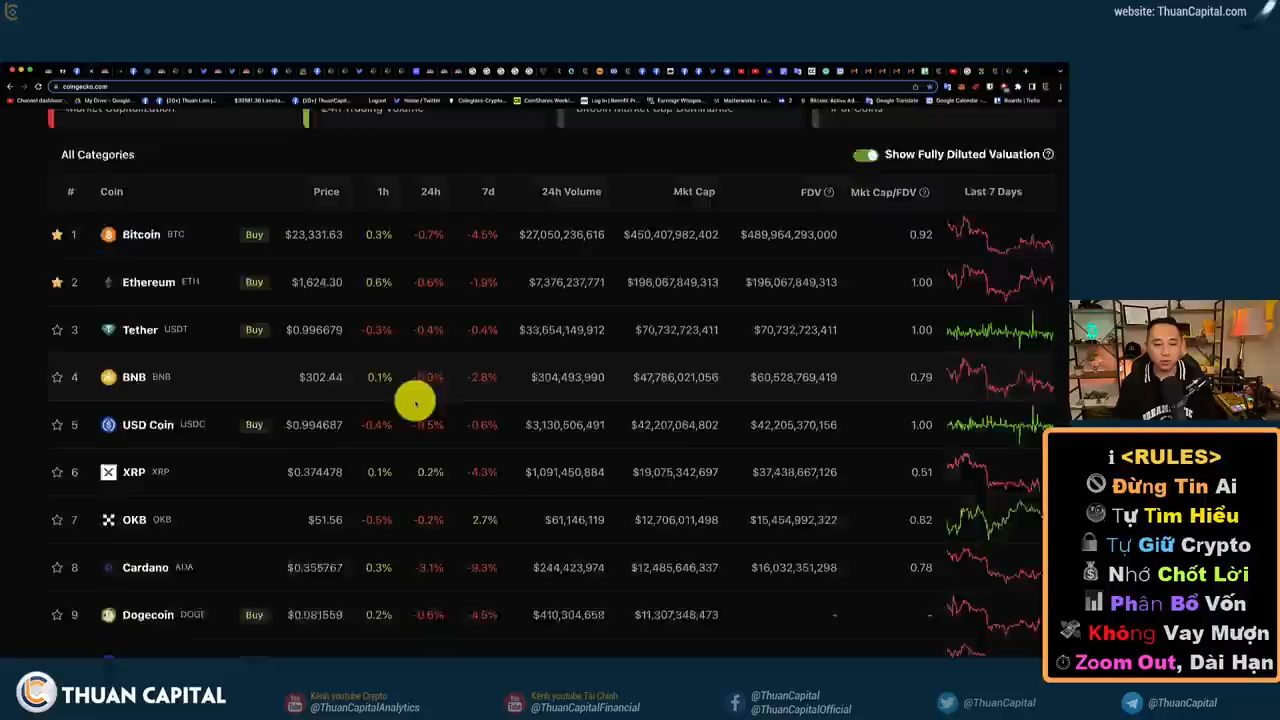 website: ThuanCapital.com
coingecko.com
All Categories
Show Fully Diluted Valuation
# Coin Price 1h 24h 7d 24h Volume Mkt Cap FDV Mkt Cap/FDV Last 7 Days
1 Bitcoin BTC Buy $23,331.63 0.3% -0.7% -4.5% $27,050,236,616 $450,407,982,402 $489,964,293,000 0.92
2 Ethereum ETH Buy $1,624.30 0.6% -0.6% -1.9% $7,376,237,771 $196,067,849,313 $196,067,849,313 1.00
3 Tether USDT Buy $0.996679 -0.3% -0.4% -0.4% $33,654,149,912 $70,732,723,411 $70,732,723,411 1.00
4 BNB BNB $302.44 0.1% -2.8% $304,493,990 $47,786,021,056 $60,528,769,419 0.79
5 USD Coin USDC Buy $0.994687 -0.4% -0.5% -0.6% $3,130,506,491 $42,207,064,802 $42,205,370,156 1.00
6 XRP XRP $0.374478 0.1% 0.2% -4.3% $1,091,450,884 $19,075,342,697 $37,438,667,126 0.51
7 OKB OKB $51.56 -0.5% -0.2% 2.7% $61,146,119 $12,706,011,498 $15,454,992,322 0.82
8 Cardano ADA $0.355767 0.3% -3.1% -9.3% $244,423,974 $12,485,646,337 $16,032,351,298 0.78
9 Dogecoin DOGE Buy $0.081559 0.2% -0.6% -4.5% $410,304,658 $11,307,348,473 - -
<RULES>
Đừng Tin Ai
Tự Tìm Hiểu
Tự Giữ Crypto
Nhớ Chốt Lời
Phân Bổ Vốn
Không Vay Mượn
Zoom Out, Dài Hạn
THUAN CAPITAL
Kênh youtube Crypto
@ThuanCapitalAnalytics
Kênh youtube Tài Chính
@ThuanCapitalFinancial
@ThuanCapital
@ThuanCapitalOfficial
@ThuanCapital
@ThuanCapital